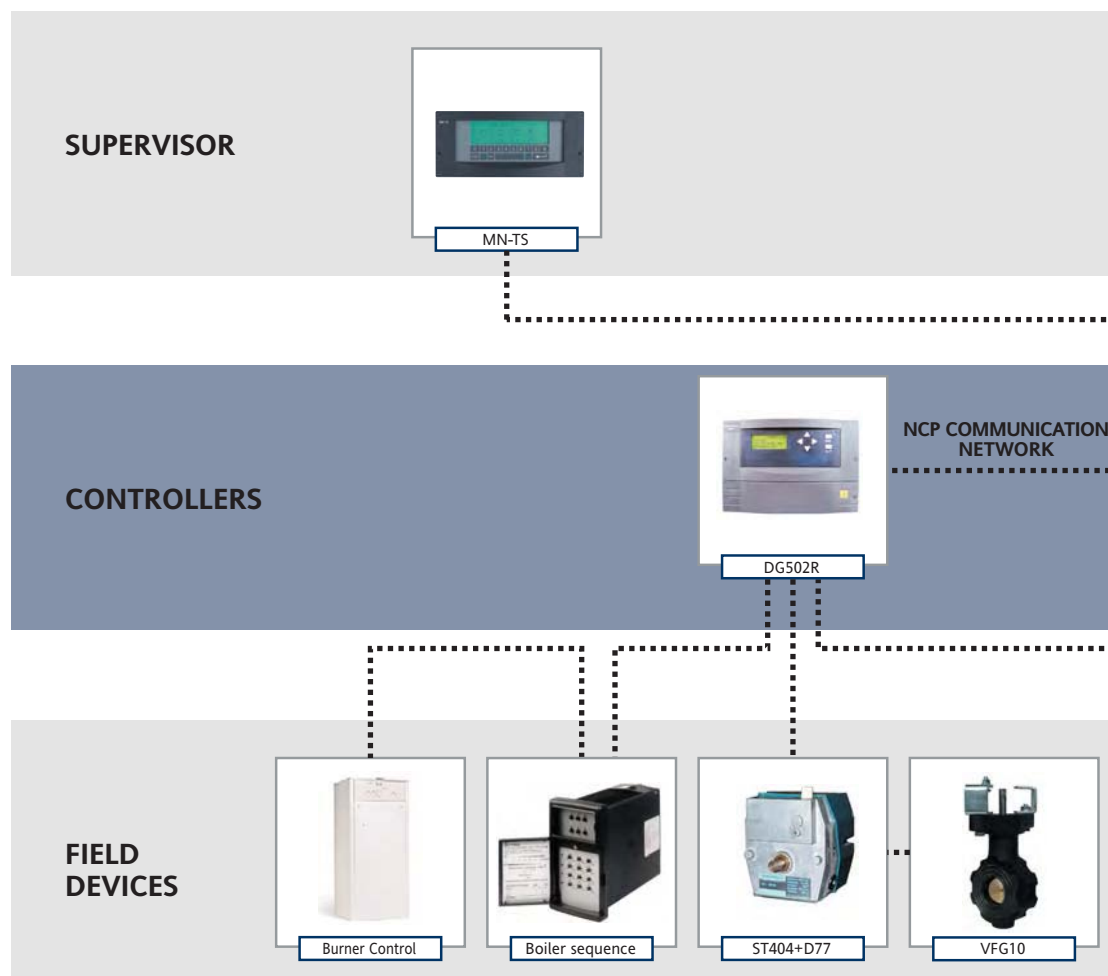 SUPERVISOR
MN-TS
CONTROLLERS
NCP COMMUNICATION
NETWORK
DG502R
FIELD
DEVICES
Burner Control
Boiler sequence
ST404+D77
VFG10